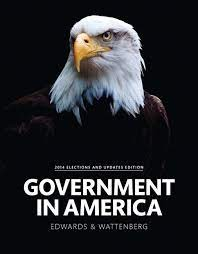 2014 ELECTIONS AND UPDATES EDITION
GOVERNMENT
IN AMERICA
EDWARDS & WATTENBERG